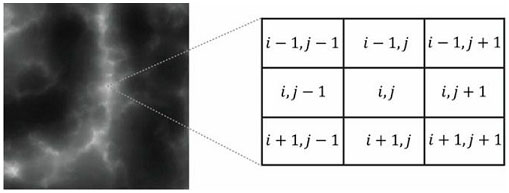 i − 1, j − 1 i − 1, j i − 1, j + 1
i, j − 1 i, j i, j + 1
i + 1, j − 1 i + 1, j i + 1, j + 1